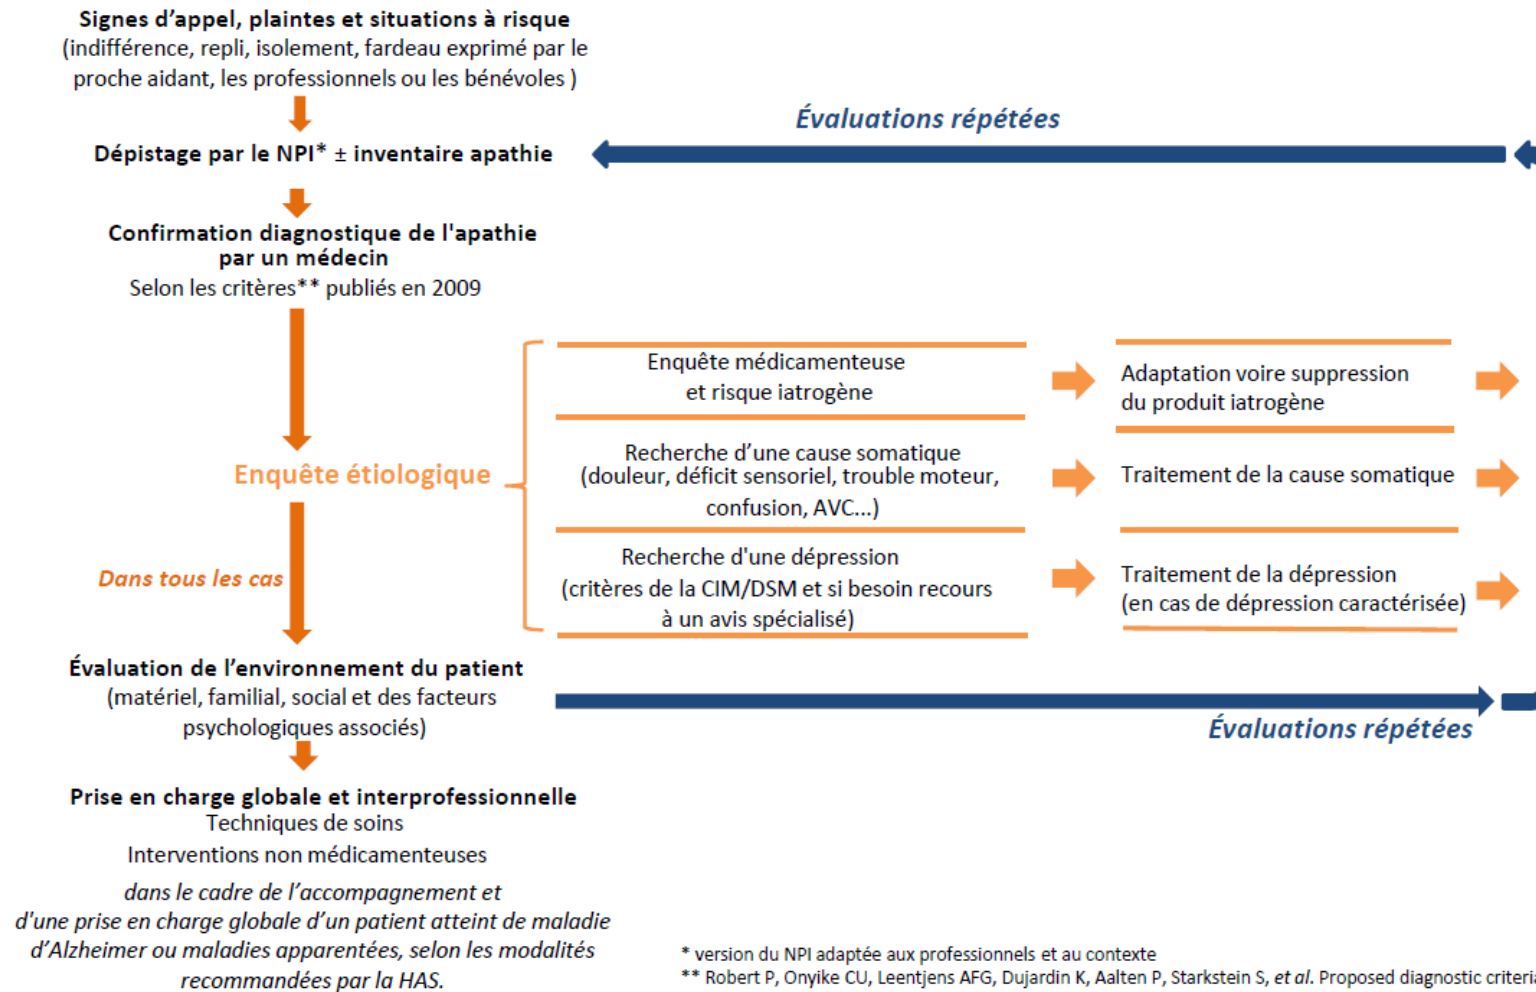 Signes d’appel, plaintes et situations à risque
(indifférence, repli, isolement, fardeau exprimé par le
proche aidant, les professionnels ou les bénévoles )
Évaluations répétées
Dépistage par le NPI* ± inventaire apathie
Confirmation diagnostique de l'apathie
par un médecin
Selon les critères** publiés en 2009
Enquête étiologique
Enquête médicamenteuse
et risque iatrogène
Adaptation voire suppression
du produit iatrogène
Recherche d’une cause somatique
(douleur, déficit sensoriel, trouble moteur,
confusion, AVC...)
Traitement de la cause somatique
Recherche d'une dépression
(critères de la CIM/DSM et si besoin recours
à un avis spécialisé)
Traitement de la dépression
(en cas de dépression caractérisée)
Dans tous les cas
Évaluation de l’environnement du patient
(matériel, familial, social et des facteurs
psychologiques associés)
Évaluations répétées
Prise en charge globale et interprofessionnelle
Techniques de soins
Interventions non médicamenteuses
dans le cadre de l’accompagnement et
d'une prise en charge globale d’un patient atteint de maladie
d’Alzheimer ou maladies apparentées, selon les modalités
recommandées par la HAS.
* version du NPI adaptée aux professionnels et au contexte
** Robert P, Onyike CU, Leentjens AFG, Dujardin K, Aalten P, Starkstein S, et al. Proposed diagnostic criteria